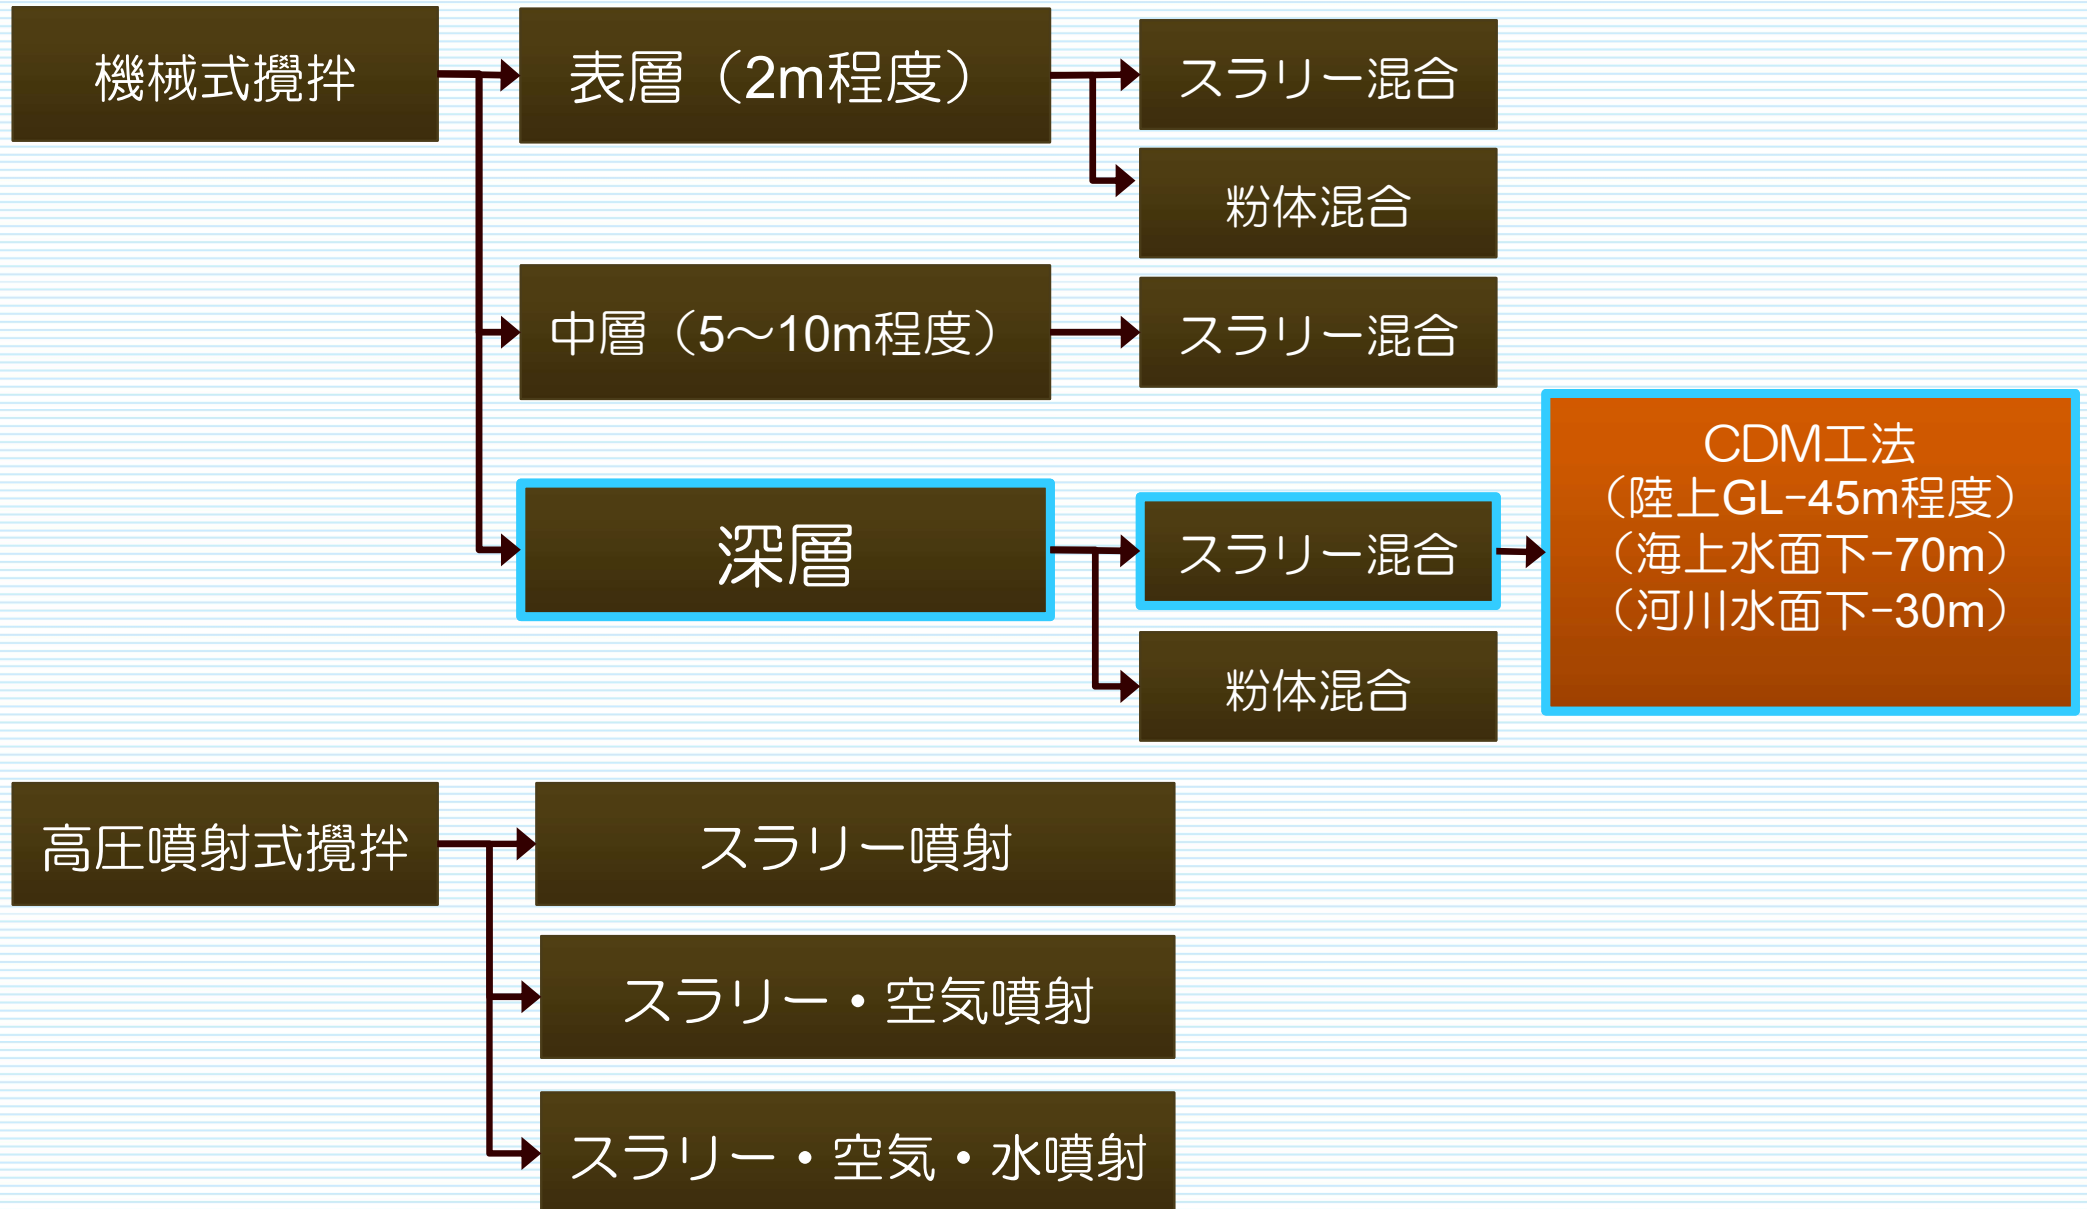 機械式攪拌
表層（2m程度）
スラリー混合
粉体混合
中層（5～10m程度）
スラリー混合
深層
スラリー混合
CDM工法
（陸上GL-45m程度）
（海上水面下-70m）
（河川水面下-30m）
粉体混合
高圧噴射式攪拌
スラリー噴射
スラリー・空気噴射
スラリー・空気・水噴射